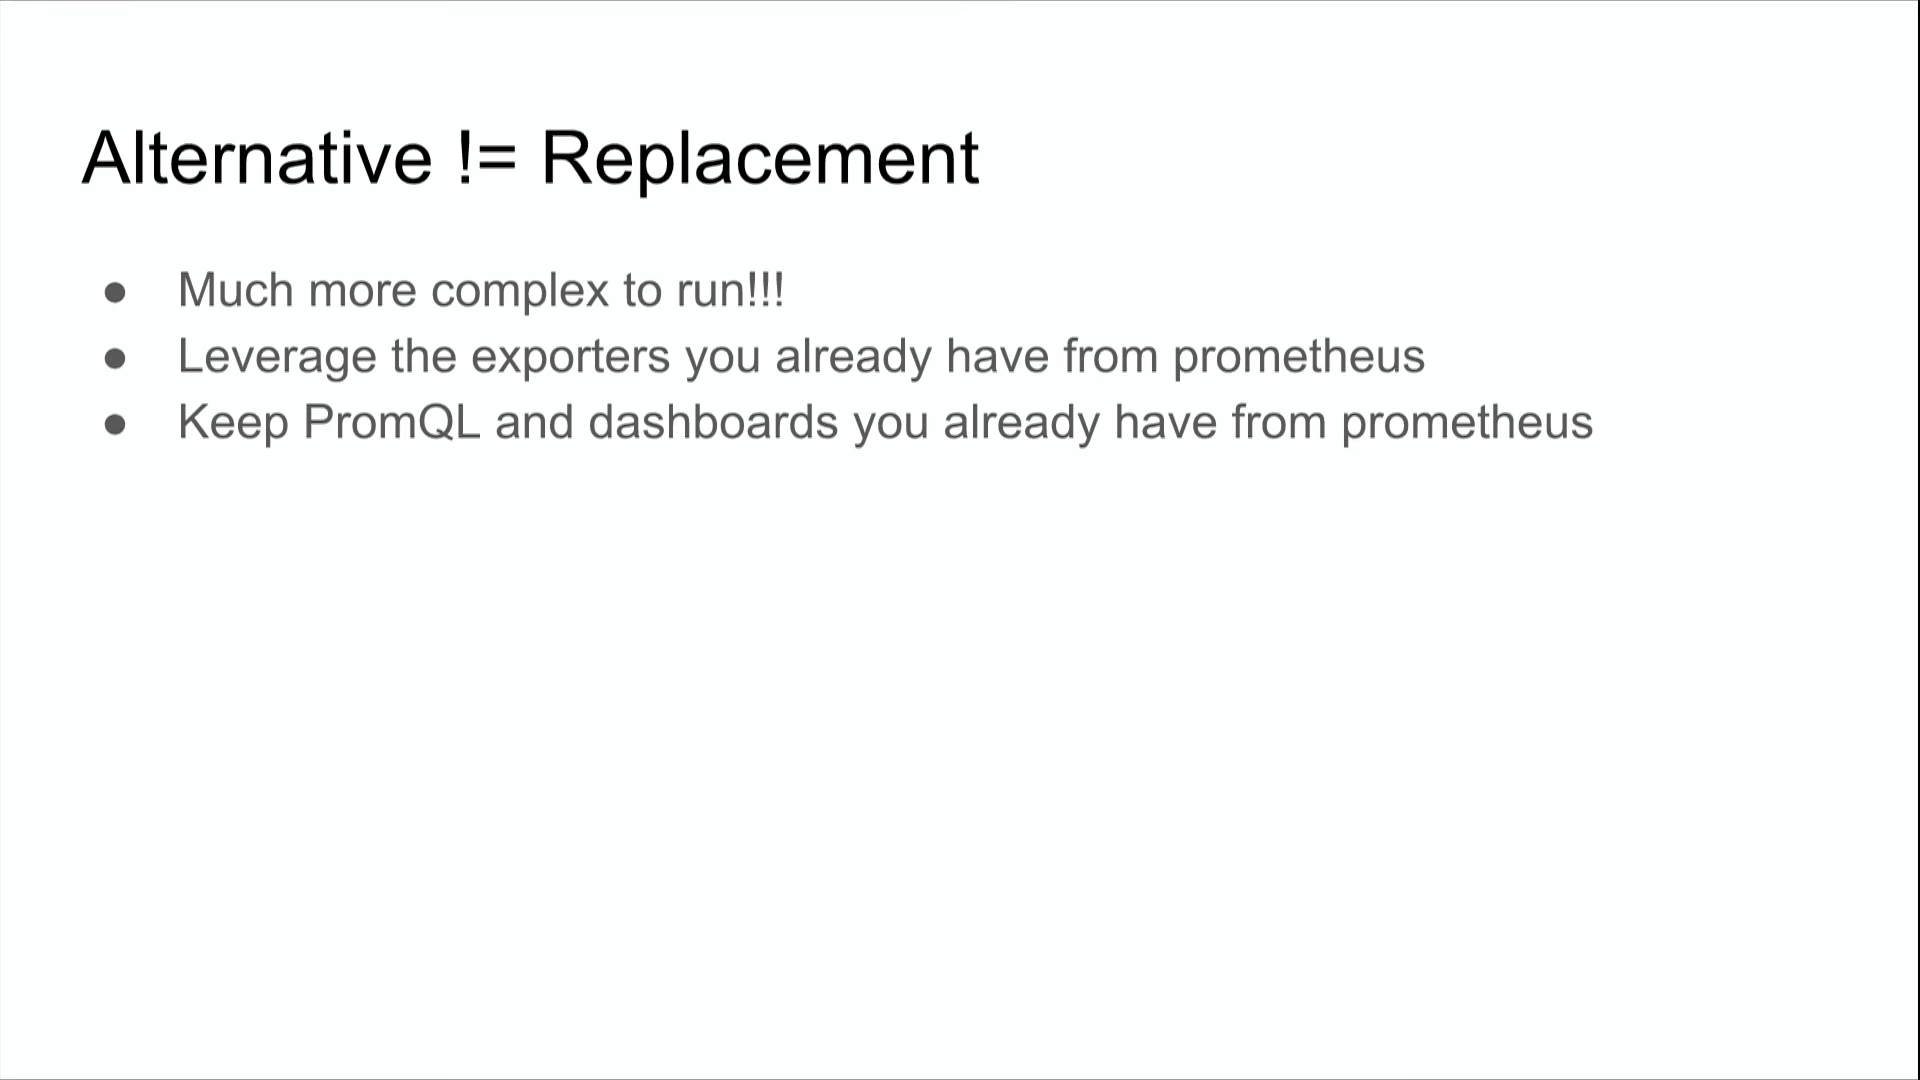 Alternative != Replacement
● Much more complex to run!!!
● Leverage the exporters you already have from prometheus
● Keep PromQL and dashboards you already have from prometheus